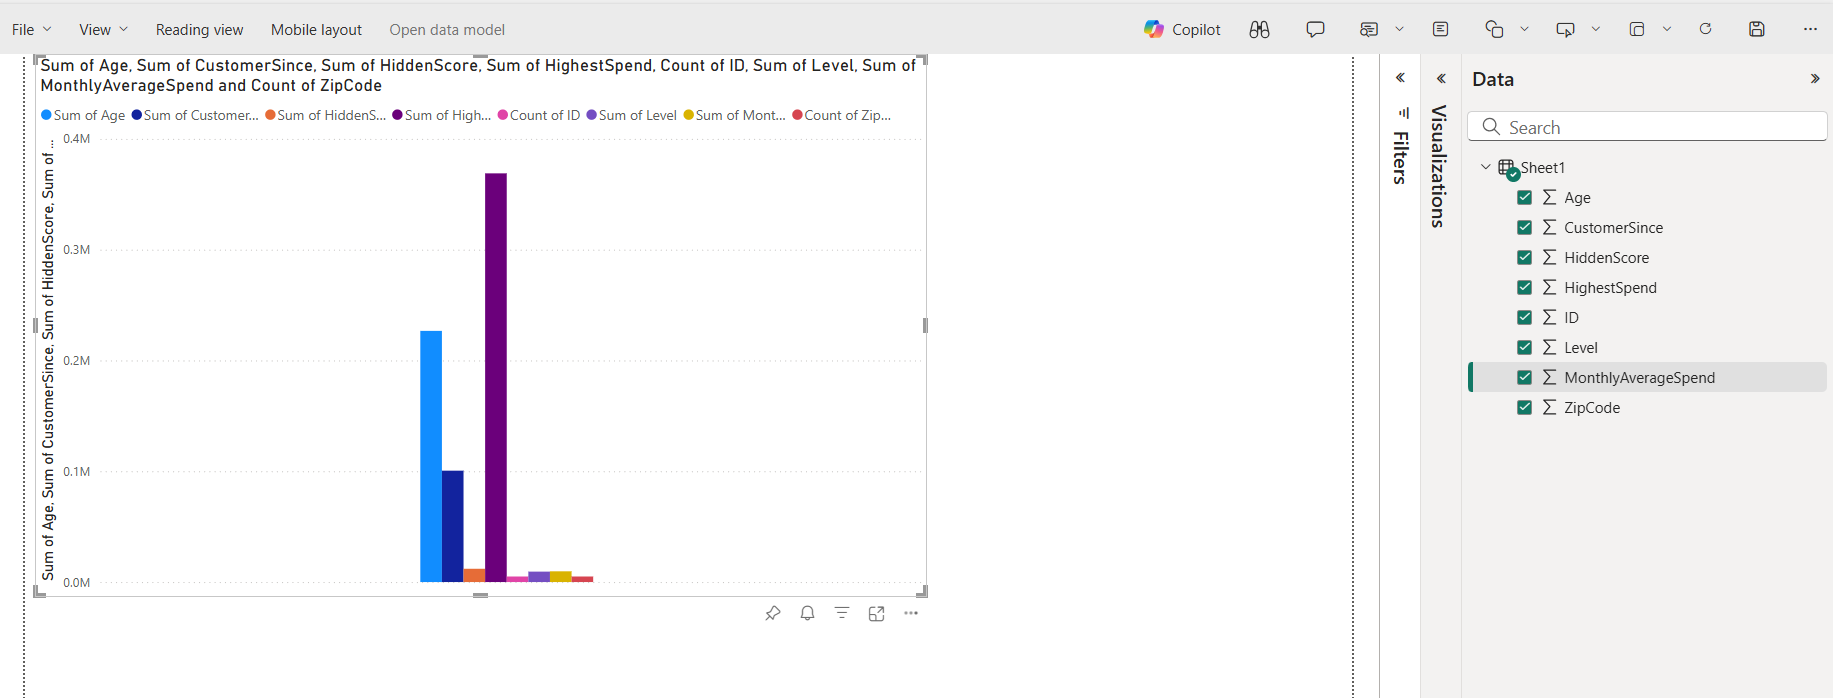 File View Reading view Mobile layout Open data model Copilot
Sum of Age, Sum of CustomerSince, Sum of HiddenScore, Sum of HighestSpend, Count of ID, Sum of Level, Sum of
MonthlyAverageSpend and Count of ZipCode
Sum of Age Sum of Customer... Sum of HiddenS... Sum of High... Count of ID Sum of Level Sum of Mont... Count of Zip...
Sum of Age, Sum of CustomerSince, Sum of HiddenScore, Sum of ...
0.4M
0.3M
0.2M
0.1M
0.0M
Filters
Visualizations
Data
Search
Sheet1
Age
CustomerSince
HiddenScore
HighestSpend
ID
Level
MonthlyAverageSpend
ZipCode